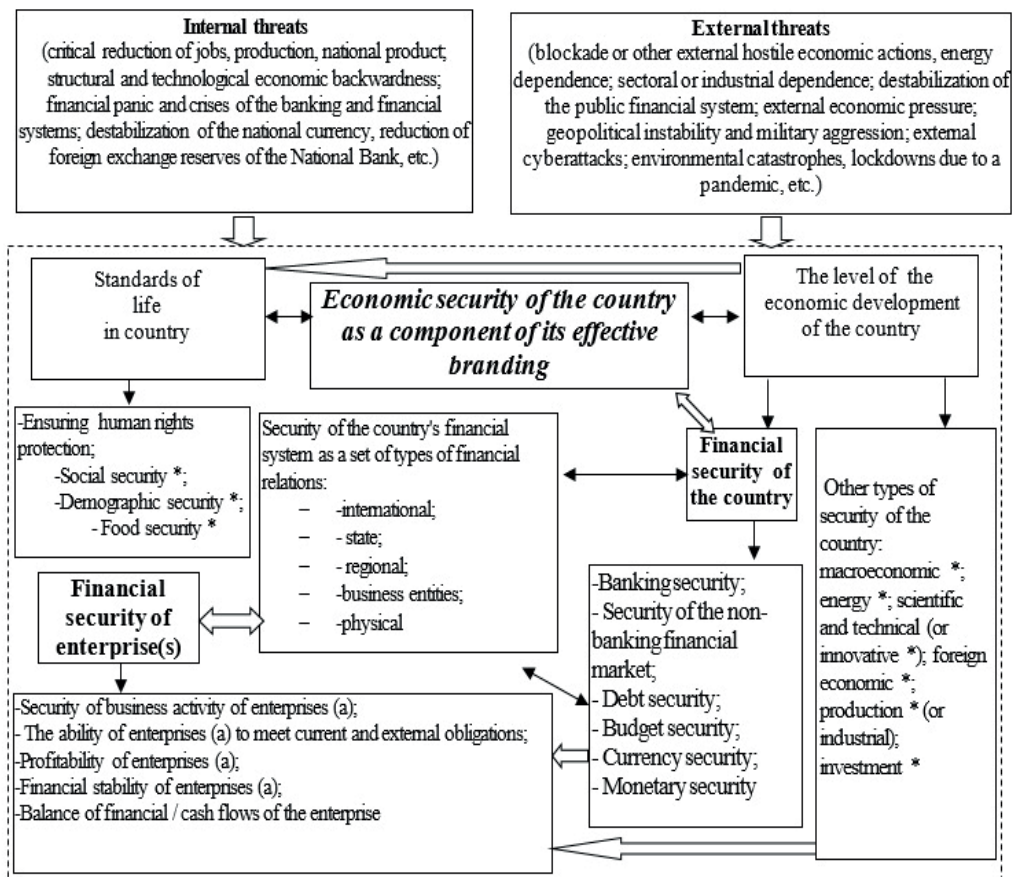 Internal threats
(critical reduction of jobs, production, national product;
structural and technological economic backwardness;
financial panic and crises of the banking and financial
systems; destabilization of the national currency, reduction of
foreign exchange reserves of the National Bank, etc.)
External threats
(blockade or other external hostile economic actions, energy
dependence; sectoral or industrial dependence; destabilization
of the public financial system; external economic pressure;
geopolitical instability and military aggression; external
cyberattacks; environmental catastrophes, lockdowns due to a
pandemic, etc.)
Standards of
life
in country
Economic security of the country
as a component of its effective
branding
The level of the
economic development
of the country
-Ensuring human rights
protection;
-Social security *;
-Demographic security *;
- Food security *
Security of the country's financial
system as a set of types of financial
relations:
– -international;
– - state;
– - regional;
– -business entities;
– -physical
Financial
security of
the country
Other types of
security of the
country:
macroeconomic *;
energy *; scientific
and technical (or
innovative *); foreign
economic *;
production * (or
industrial);
investment *
Financial
security of
enterprise(s)
-Banking security;
- Security of the non-
banking financial
market;
- Debt security;
- Budget security;
- Currency security;
- Monetary security
-Security of business activity of enterprises (a);
- The ability of enterprises (a) to meet current and external obligations;
-Profitability of enterprises (a);
-Financial stability of enterprises (a);
-Balance of financial / cash flows of the enterprise